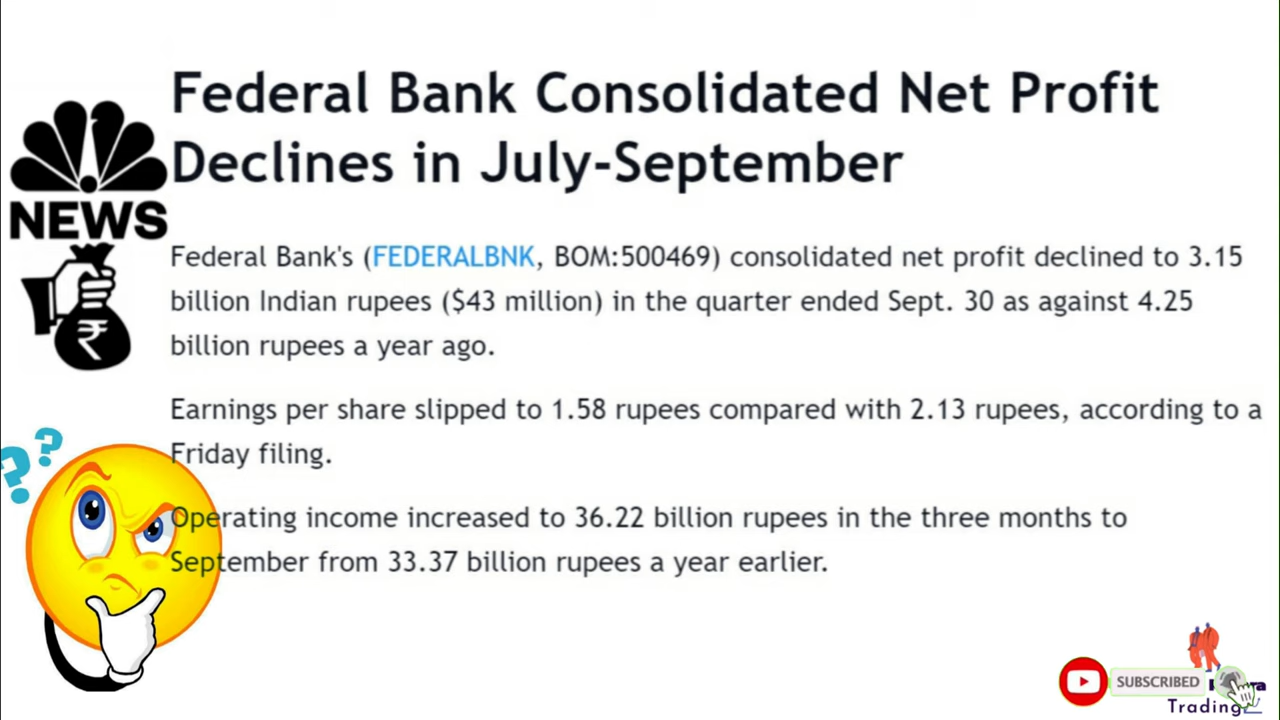 Federal Bank Consolidated Net Profit
Declines in July-September
NEWS
Federal Bank's (FEDERALBNK, BOM:500469) consolidated net profit declined to 3.15
billion Indian rupees ($43 million) in the quarter ended Sept. 30 as against 4.25
billion rupees a year ago.
₹
Earnings per share slipped to 1.58 rupees compared with 2.13 rupees, according to a
Friday filing.
??
Operating income increased to 36.22 billion rupees in the three months to
September from 33.37 billion rupees a year earlier.
SUBSCRIBED
Trading